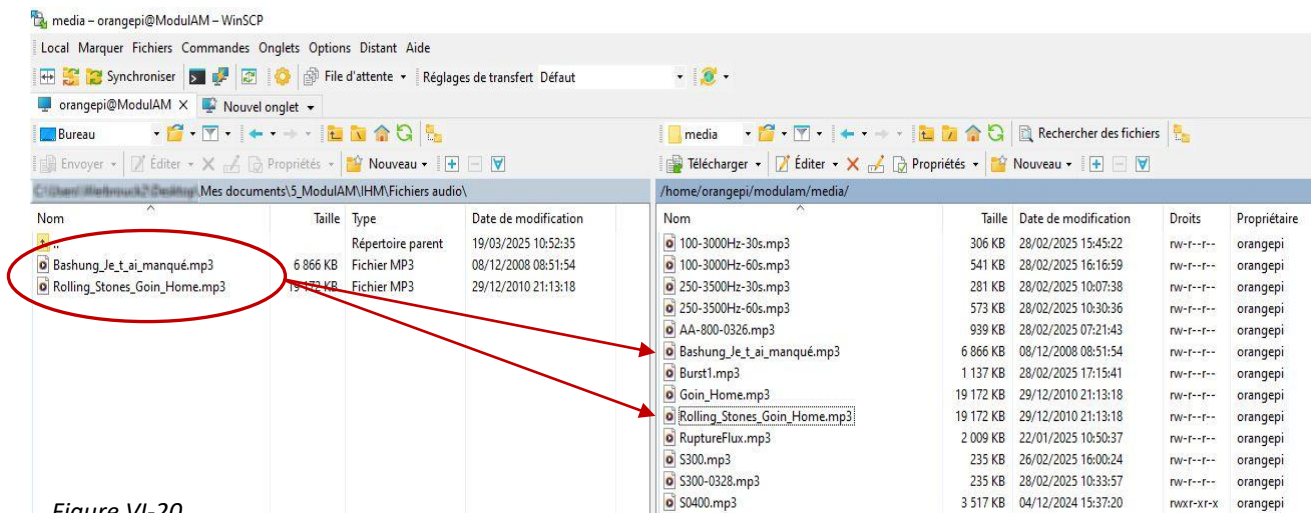 media – orangepi@ModulAM – WinSCP
Local Marquer Fichiers Commandes Onglets Options Distant Aide
Synchroniser File d'attente Réglages de transfert Défaut
orangepi@ModulAM X Nouvel onglet
Bureau
Envoyer Éditer Propriétés Nouveau
\Mes documents\5_ModulAM\IHM\Fichiers audio\
Nom Taille Type Date de modification
.. Répertoire parent 19/03/2025 10:52:35
Bashung_Je_t_ai_manqué.mp3 6 866 KB Fichier MP3 08/12/2008 08:51:54
Rolling_Stones_Goin_Home.mp3 19 172 KB Fichier MP3 29/12/2010 21:13:18
media Rechercher des fichiers
Télécharger Éditer Propriétés Nouveau
/home/orangepi/modulam/media/
Nom Taille Date de modification Droits Propriétaire
100-3000Hz-30s.mp3 306 KB 28/02/2025 15:45:22 rw-r--r-- orangepi
100-3000Hz-60s.mp3 541 KB 28/02/2025 16:16:59 rw-r--r-- orangepi
250-3500Hz-30s.mp3 281 KB 28/02/2025 10:07:38 rw-r--r-- orangepi
250-3500Hz-60s.mp3 573 KB 28/02/2025 10:30:36 rw-r--r-- orangepi
AA-800-0326.mp3 939 KB 28/02/2025 07:21:43 rw-r--r-- orangepi
Bashung_Je_t_ai_manqué.mp3 6 866 KB 08/12/2008 08:51:54 rw-r--r-- orangepi
Burst1.mp3 1 137 KB 28/02/2025 17:15:41 rw-r--r-- orangepi
Goin_Home.mp3 19 172 KB 29/12/2010 21:13:18 rw-r--r-- orangepi
Rolling_Stones_Goin_Home.mp3 19 172 KB 29/12/2010 21:13:18 rw-r--r-- orangepi
RuptureFlux.mp3 2 009 KB 22/01/2025 10:50:37 rw-r--r-- orangepi
S300.mp3 235 KB 26/02/2025 16:00:24 rw-r--r-- orangepi
S300-0328.mp3 235 KB 28/02/2025 10:33:57 rw-r--r-- orangepi
S0400.mp3 3 517 KB 04/12/2024 15:37:20 rwxr-xr-x orangepi
Figure VI-20